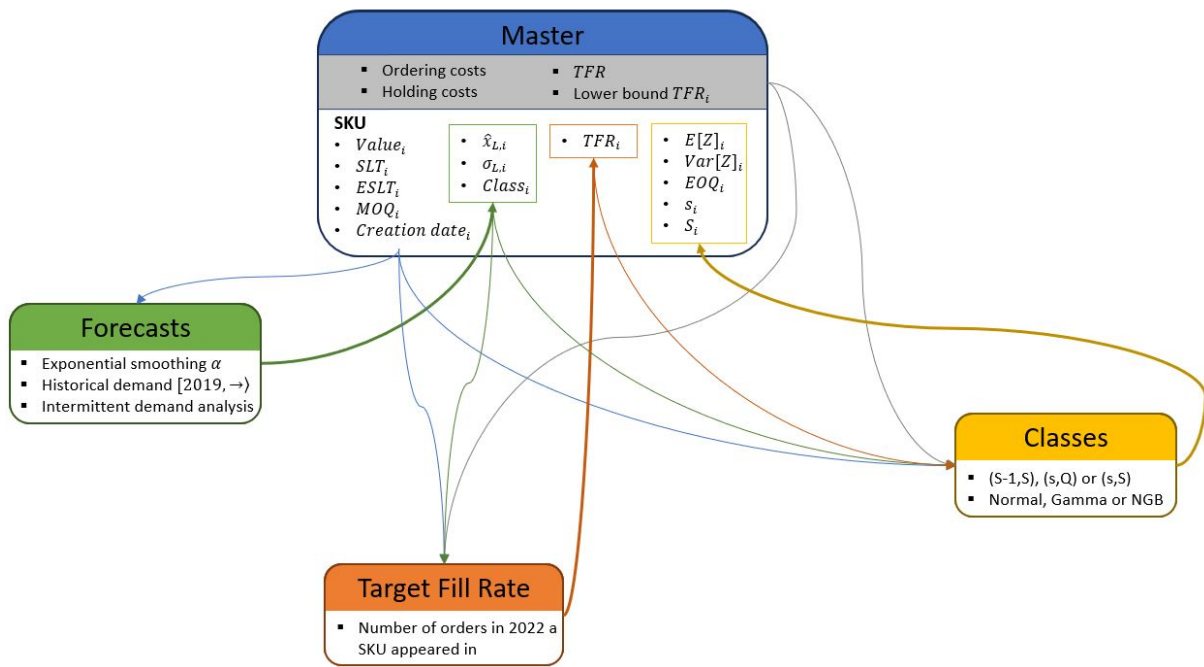 Master
▪ Ordering costs
▪ Holding costs
▪ TFR
▪ Lower bound TFR_i
SKU
• Value_i
• SLT_i
• ESLT_i
• MOQ_i
• Creation date_i
• x̂_{L,i}
• σ_{L,i}
• Class_i
• TFR_i
• E[Z]_i
• Var[Z]_i
• EOQ_i
• s_i
• S_i
Forecasts
▪ Exponential smoothing α
▪ Historical demand [2019, →⟩
▪ Intermittent demand analysis
Classes
▪ (S-1,S), (s,Q) or (s,S)
▪ Normal, Gamma or NGB
Target Fill Rate
▪ Number of orders in 2022 a
SKU appeared in